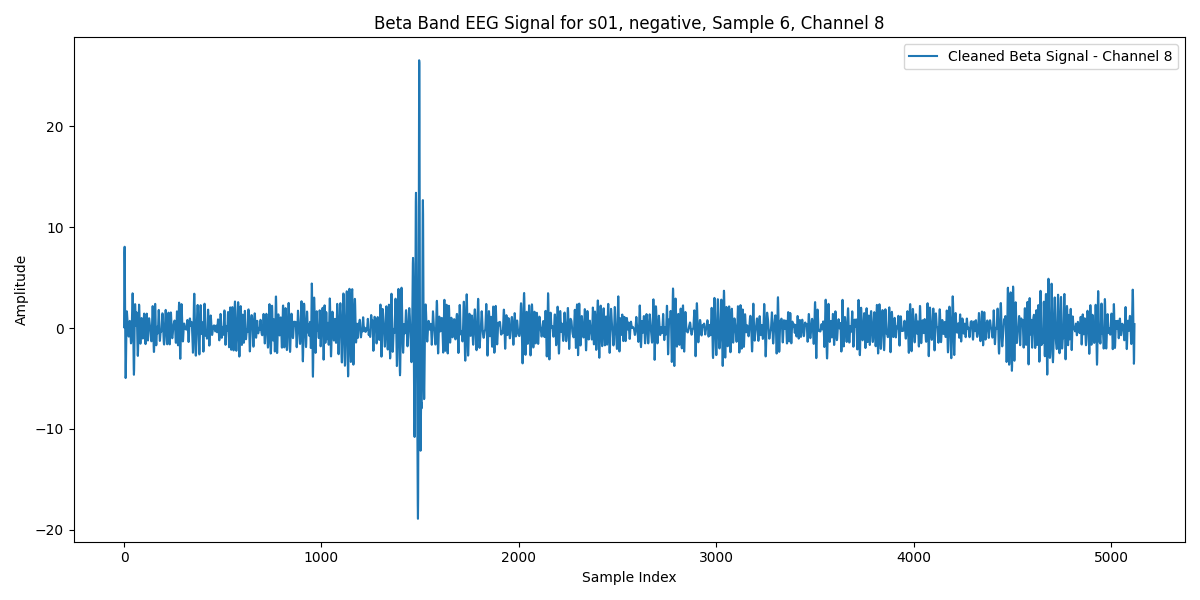 Beta Band EEG Signal for s01, negative, Sample 6, Channel 8
Cleaned Beta Signal - Channel 8
Amplitude
20
10
0
−10
−20
0 1000 2000 3000 4000 5000
Sample Index